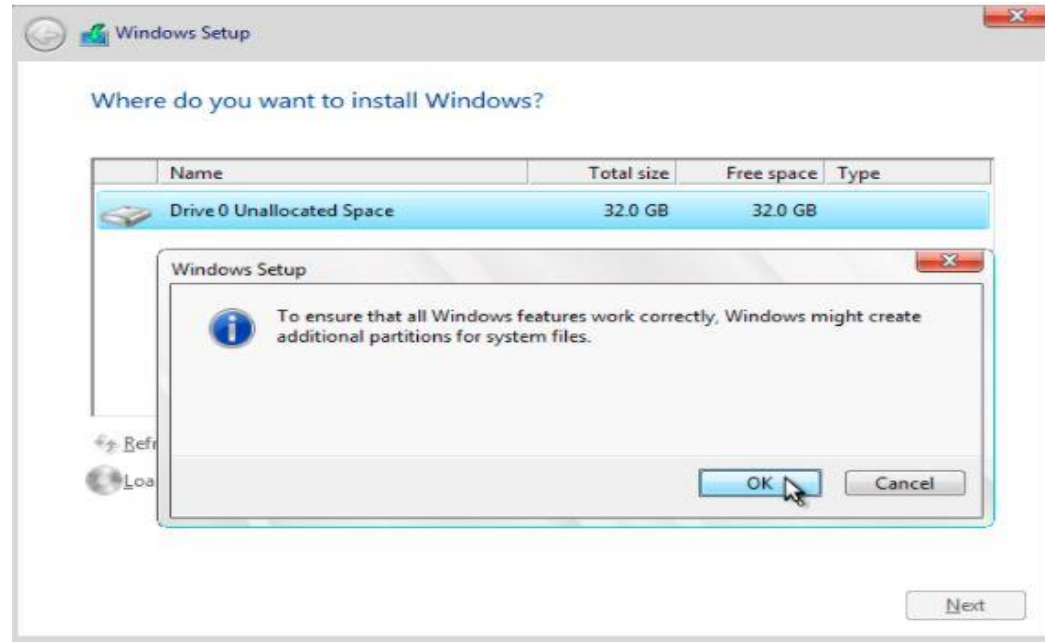 Windows Setup
Where do you want to install Windows?
Name Total size Free space Type
Drive 0 Unallocated Space 32.0 GB 32.0 GB
Windows Setup
To ensure that all Windows features work correctly, Windows might create
additional partitions for system files.
Refr
Loa
OK Cancel
Next